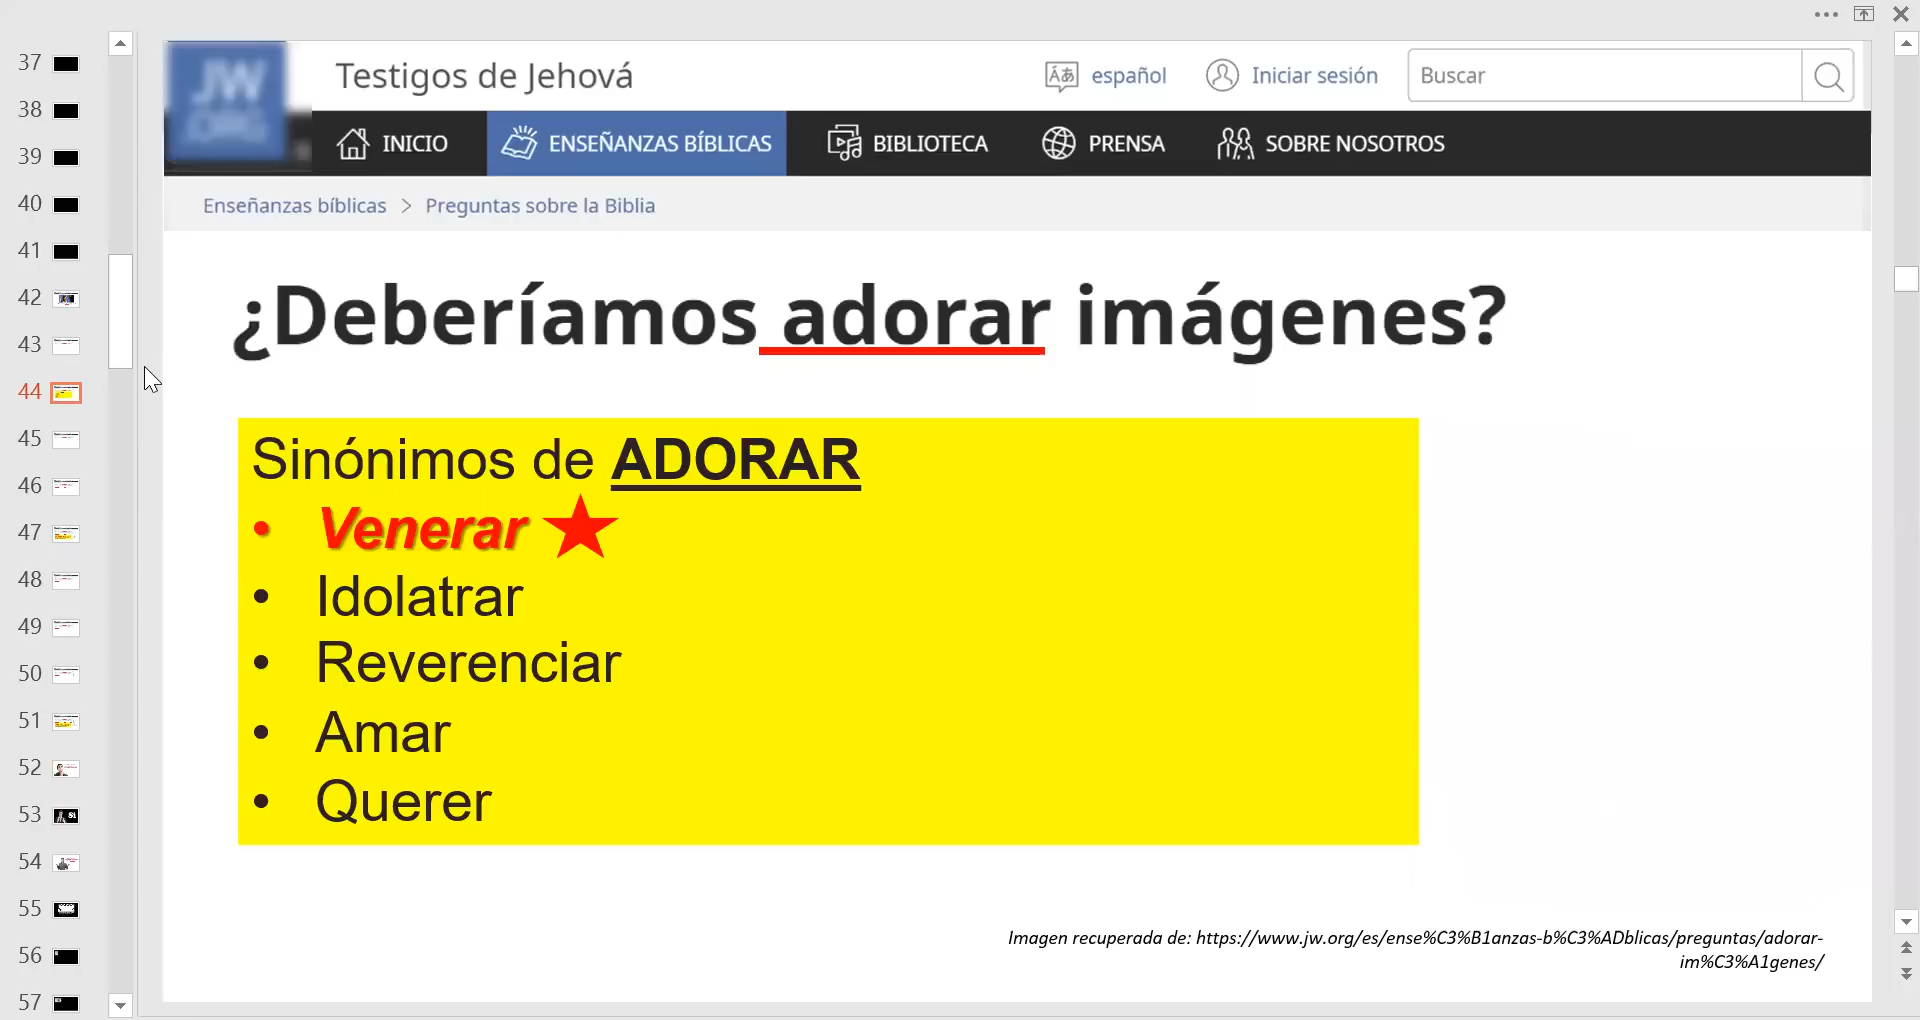 37
38
39
40
41
42
43
44
45
46
47
48
49
50
51
52
53
54
55
56
57
JW
.ORG
Testigos de Jehová
español
Iniciar sesión
Buscar
INICIO
ENSEÑANZAS BÍBLICAS
BIBLIOTECA
PRENSA
SOBRE NOSOTROS
Enseñanzas bíblicas > Preguntas sobre la Biblia
¿Deberíamos adorar imágenes?
Sinónimos de ADORAR
• Venerar
• Idolatrar
• Reverenciar
• Amar
• Querer
Imagen recuperada de: https://www.jw.org/es/ense%C3%B1anzas-b%C3%ADblicas/preguntas/adorar-
im%C3%A1genes/